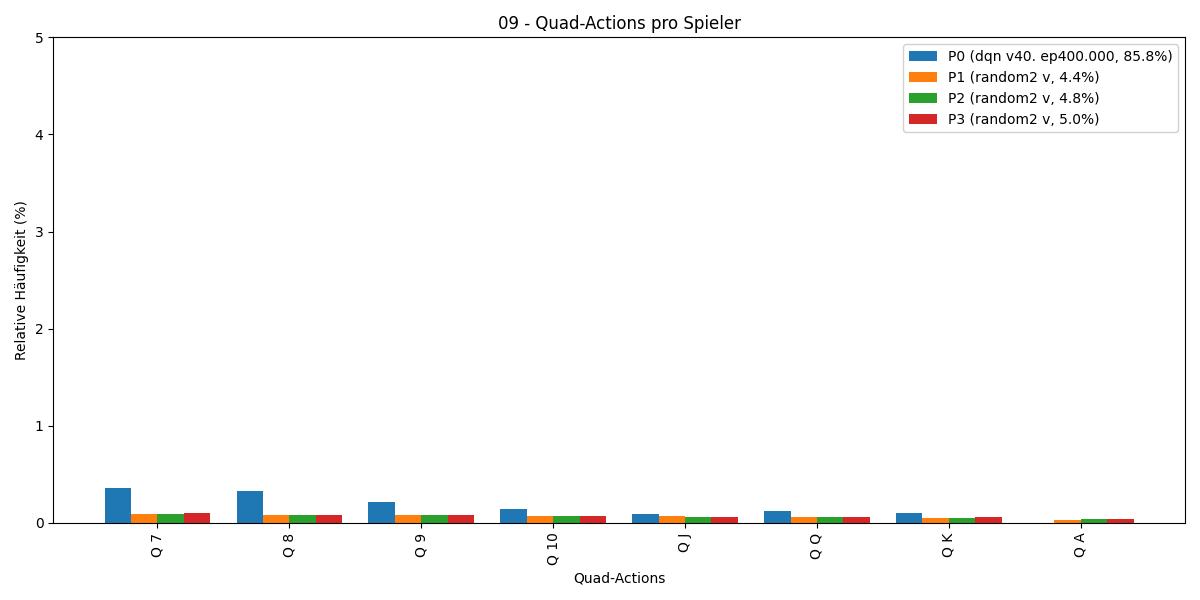 09 - Quad-Actions pro Spieler
P0 (dqn v40. ep400.000, 85.8%)
P1 (random2 v, 4.4%)
P2 (random2 v, 4.8%)
P3 (random2 v, 5.0%)
Relative Häufigkeit (%)
5
4
3
2
1
0
Q 7
Q 8
Q 9
Q 10
Q J
Q Q
Q K
Q A
Quad-Actions